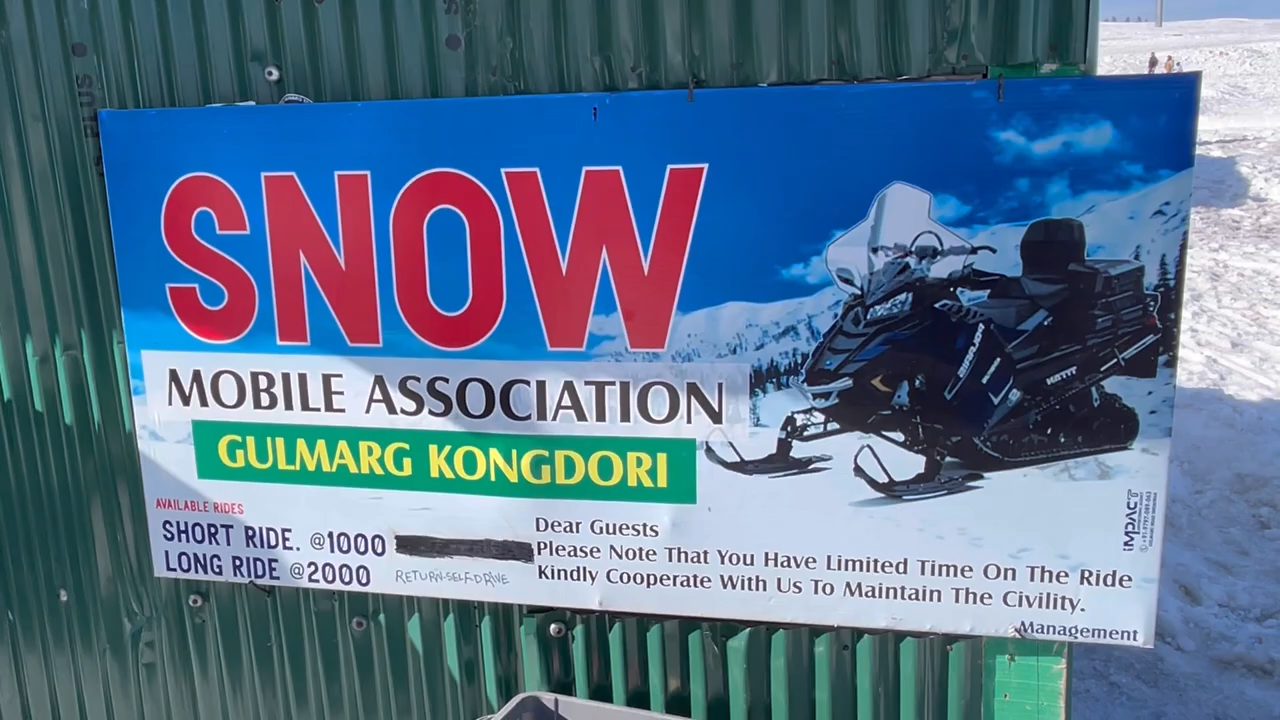 SNOW
MOBILE ASSOCIATION
GULMARG KONGDORI
AVAILABLE RIDES
SHORT RIDE. @1000
LONG RIDE @2000
RETURN-SELF-DRIVE
Dear Guests
Please Note That You Have Limited Time On The Ride
Kindly Cooperate With Us To Maintain The Civility.
Management
IMPACT